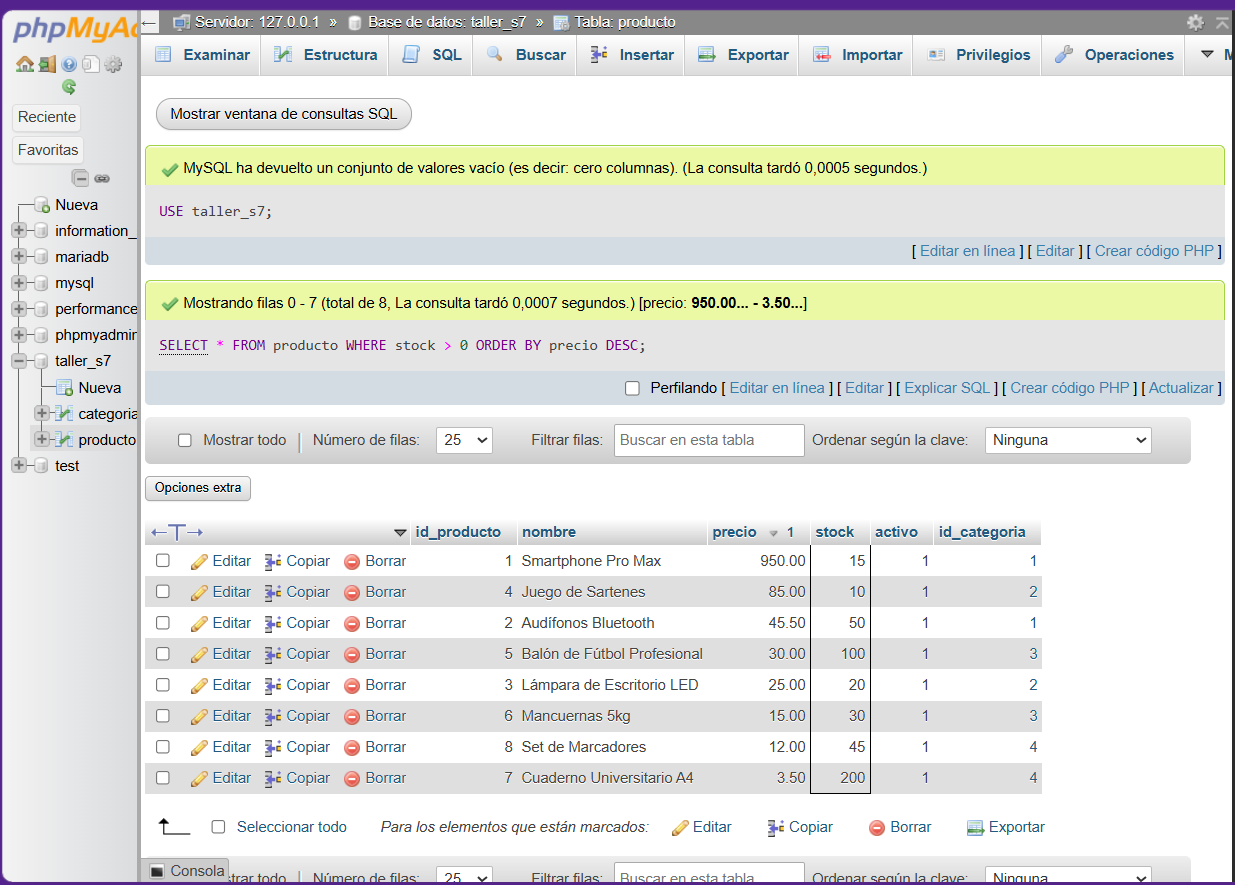 phpMyAd
← Servidor: 127.0.0.1 » Base de datos: taller_s7 » Tabla: producto
Examinar Estructura SQL Buscar Insertar Exportar Importar Privilegios Operaciones M
Reciente
Favoritas
Nueva
information_
mariadb
mysql
performance
phpmyadmin
taller_s7
Nueva
categoria
producto
test
Mostrar ventana de consultas SQL
MySQL ha devuelto un conjunto de valores vacío (es decir: cero columnas). (La consulta tardó 0,0005 segundos.)
USE taller_s7;
[ Editar en línea ] [ Editar ] [ Crear código PHP ]
Mostrando filas 0 - 7 (total de 8, La consulta tardó 0,0007 segundos.) [precio: 950.00... - 3.50...]
SELECT * FROM producto WHERE stock > 0 ORDER BY precio DESC;
Perfilando [ Editar en línea ] [ Editar ] [ Explicar SQL ] [ Crear código PHP ] [ Actualizar ]
Mostrar todo | Número de filas: 25 Filtrar filas: Buscar en esta tabla Ordenar según la clave: Ninguna
Opciones extra
←T→ id_producto nombre precio 1 stock activo id_categoria
Editar Copiar Borrar 1 Smartphone Pro Max 950.00 15 1 1
Editar Copiar Borrar 4 Juego de Sartenes 85.00 10 1 2
Editar Copiar Borrar 2 Audífonos Bluetooth 45.50 50 1 1
Editar Copiar Borrar 5 Balón de Fútbol Profesional 30.00 100 1 3
Editar Copiar Borrar 3 Lámpara de Escritorio LED 25.00 20 1 2
Editar Copiar Borrar 6 Mancuernas 5kg 15.00 30 1 3
Editar Copiar Borrar 8 Set de Marcadores 12.00 45 1 4
Editar Copiar Borrar 7 Cuaderno Universitario A4 3.50 200 1 4
Seleccionar todo Para los elementos que están marcados: Editar Copiar Borrar Exportar
Consola
strar todo | Número de filas: 25 Filtrar filas: Buscar en esta tabla Ordenar según la clave: Ninguna